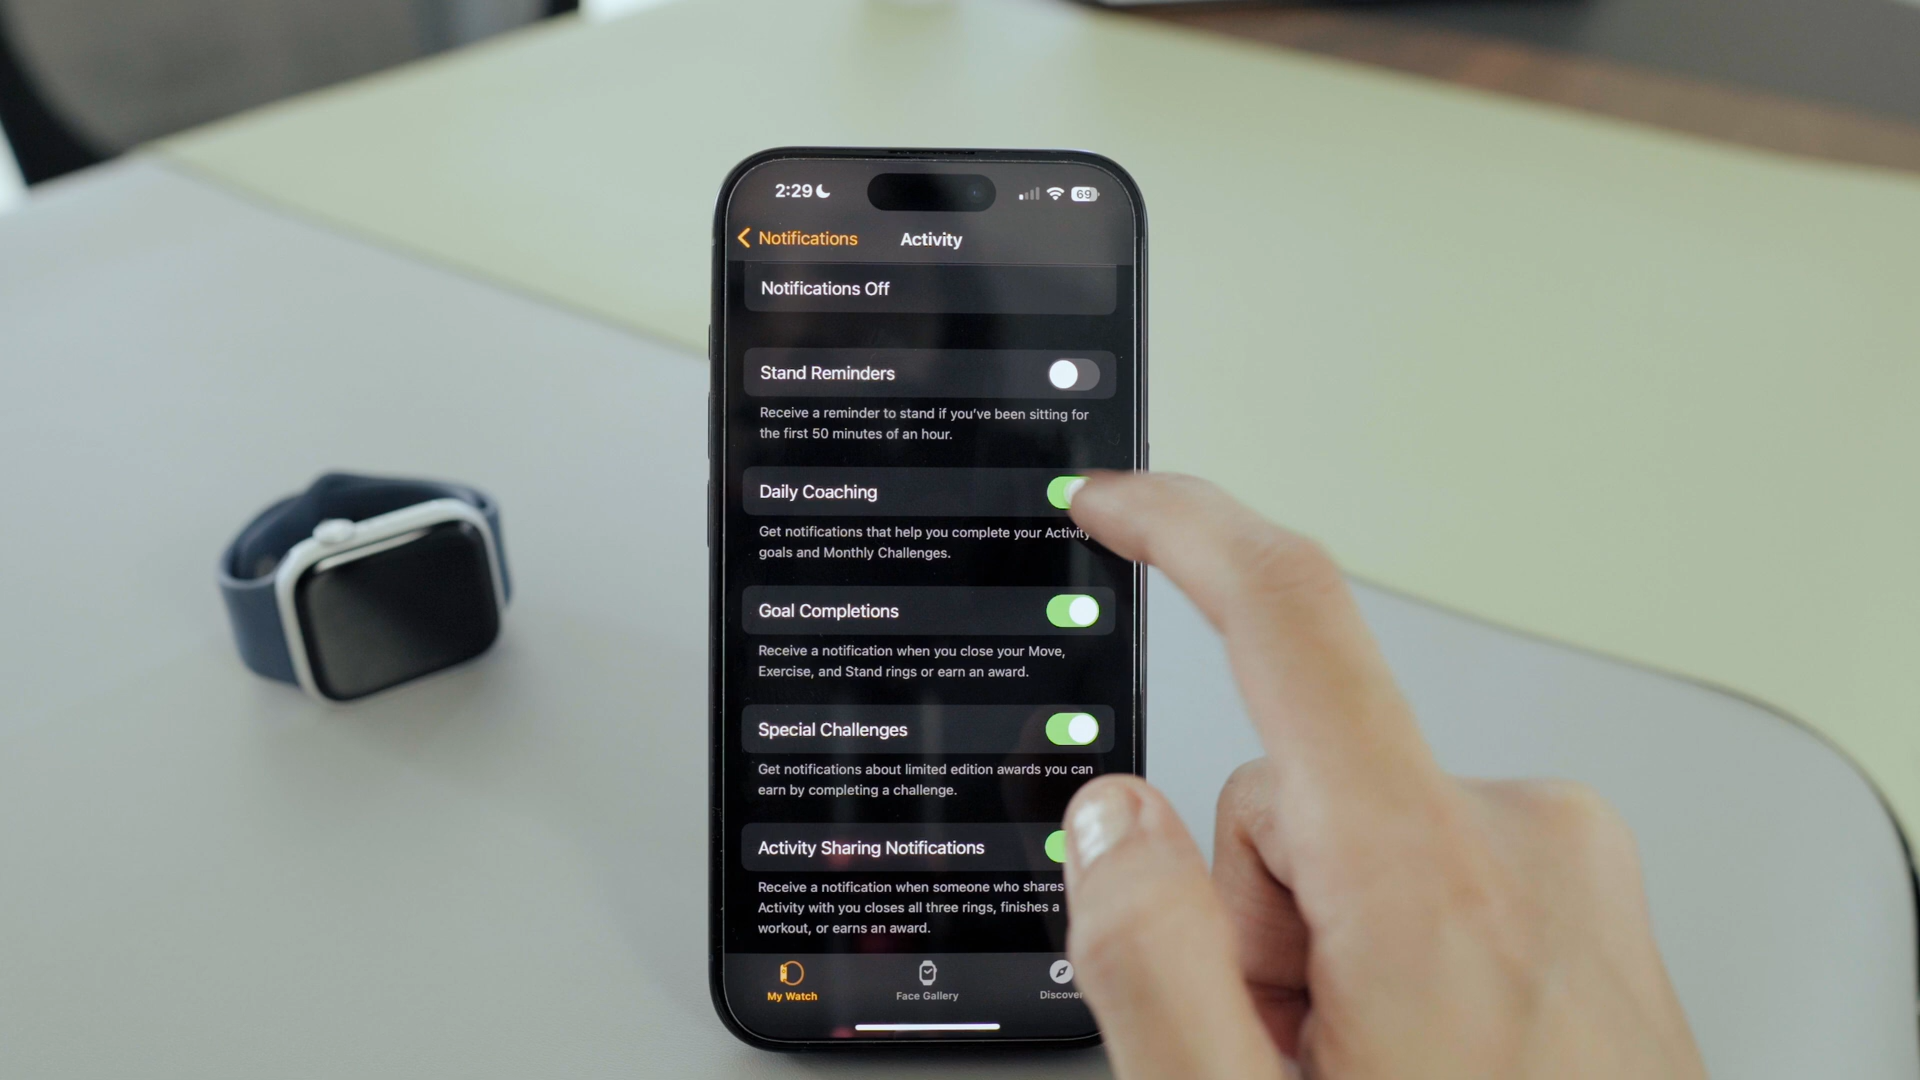 2:29
69
Notifications
Activity
Notifications Off
Stand Reminders
Receive a reminder to stand if you've been sitting for
the first 50 minutes of an hour.
Daily Coaching
Get notifications that help you complete your Activity
goals and Monthly Challenges.
Goal Completions
Receive a notification when you close your Move,
Exercise, and Stand rings or earn an award.
Special Challenges
Get notifications about limited edition awards you can
earn by completing a challenge.
Activity Sharing Notifications
Receive a notification when someone who shares
Activity with you closes all three rings, finishes a
workout, or earns an award.
My Watch
Face Gallery
Discover